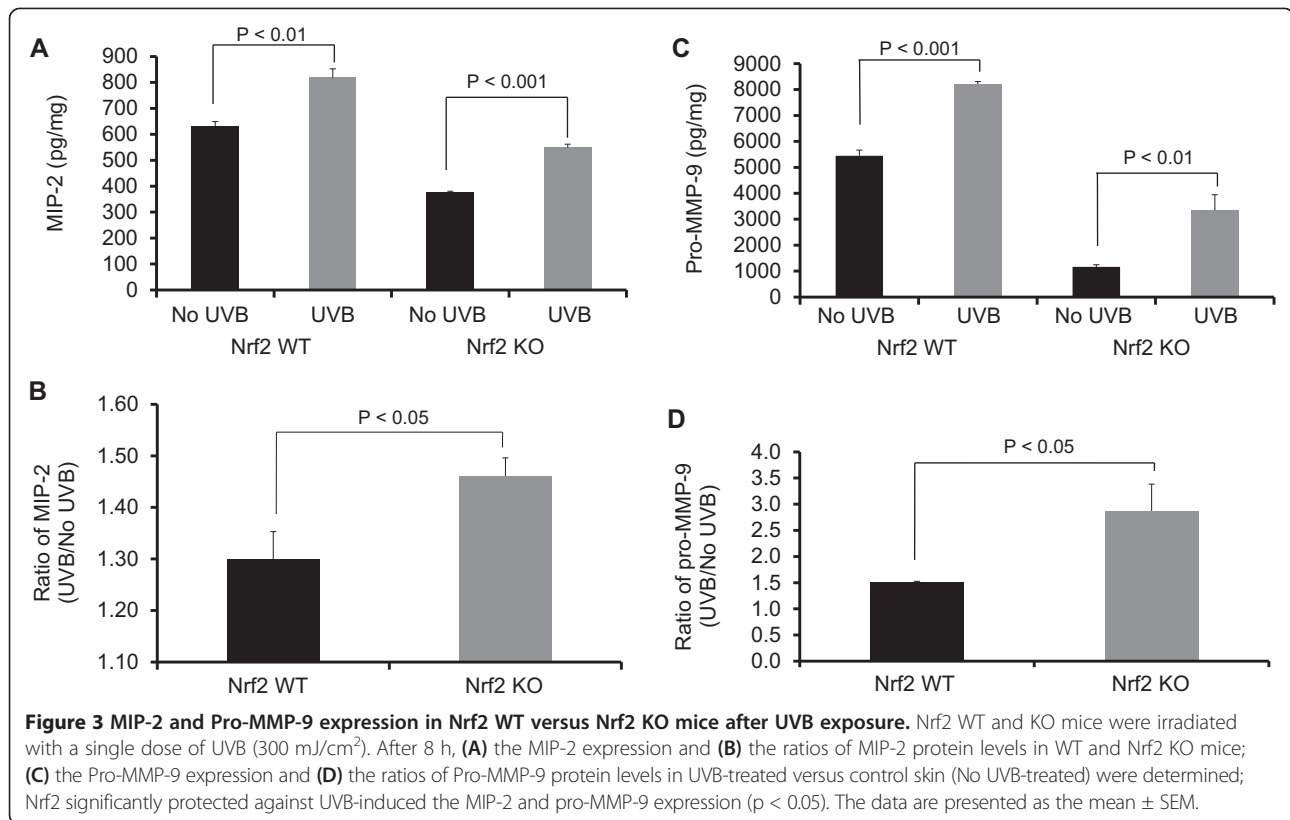 A
P < 0.01
P < 0.001
MIP-2 (pg/mg)
900
800
700
600
500
400
300
200
100
0
No UVB
UVB
No UVB
UVB
Nrf2 WT
Nrf2 KO
C
P < 0.001
P < 0.01
Pro-MMP-9 (pg/mg)
9000
8000
7000
6000
5000
4000
3000
2000
1000
0
No UVB
UVB
No UVB
UVB
Nrf2 WT
Nrf2 KO
B
P < 0.05
Ratio of MIP-2
(UVB/No UVB)
1.60
1.50
1.40
1.30
1.20
1.10
Nrf2 WT
Nrf2 KO
D
P < 0.05
Ratio of pro-MMP-9
(UVB/No UVB)
4.0
3.5
3.0
2.5
2.0
1.5
1.0
0.5
0.0
Nrf2 WT
Nrf2 KO
Figure 3 MIP-2 and Pro-MMP-9 expression in Nrf2 WT versus Nrf2 KO mice after UVB exposure. Nrf2 WT and KO mice were irradiated
with a single dose of UVB (300 mJ/cm²). After 8 h, (A) the MIP-2 expression and (B) the ratios of MIP-2 protein levels in WT and Nrf2 KO mice;
(C) the Pro-MMP-9 expression and (D) the ratios of Pro-MMP-9 protein levels in UVB-treated versus control skin (No UVB-treated) were determined;
Nrf2 significantly protected against UVB-induced the MIP-2 and pro-MMP-9 expression (p < 0.05). The data are presented as the mean ± SEM.